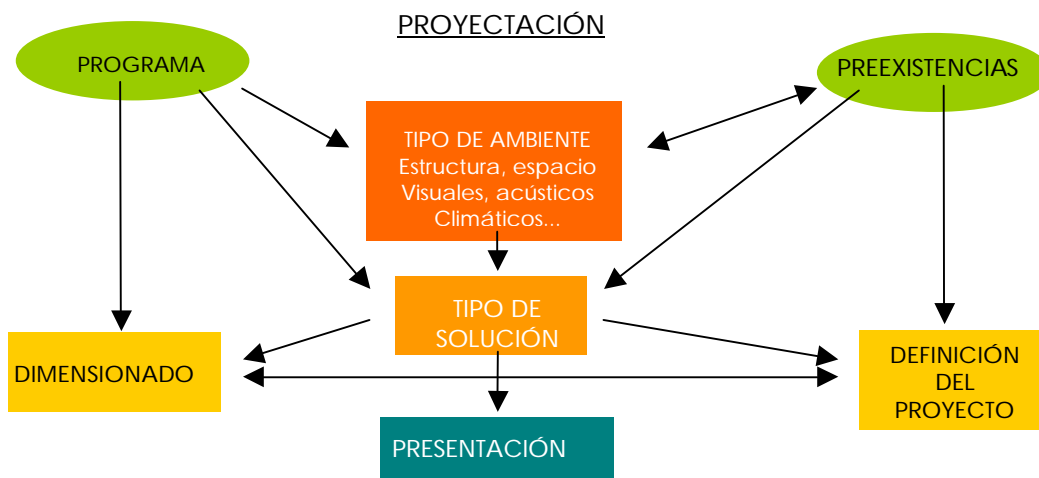 PROYECTACIÓN
PROGRAMA
PREEXISTENCIAS
TIPO DE AMBIENTE
Estructura, espacio
Visuales, acústicos
Climáticos...
TIPO DE
SOLUCIÓN
DIMENSIONADO
DEFINICIÓN
DEL
PROYECTO
PRESENTACIÓN